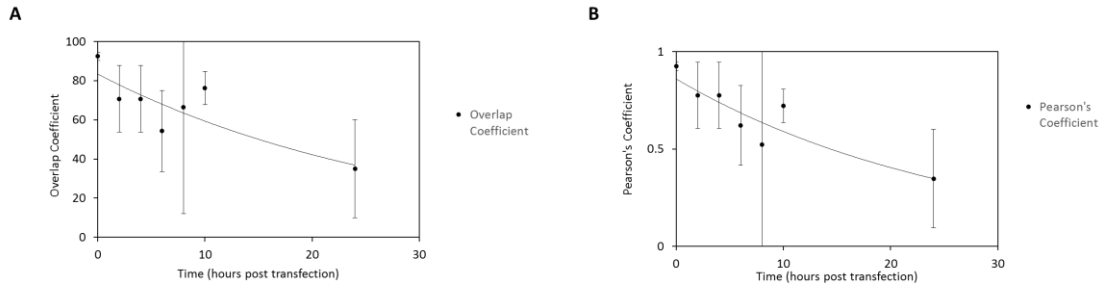 A
100
80
60
40
20
0
Overlap Coefficient
0
10
20
30
Time (hours post transfection)
Overlap
Coefficient
B
1
0.5
0
Pearson's Coefficient
0
10
20
30
Time (hours post transfection)
Pearson's
Coefficient